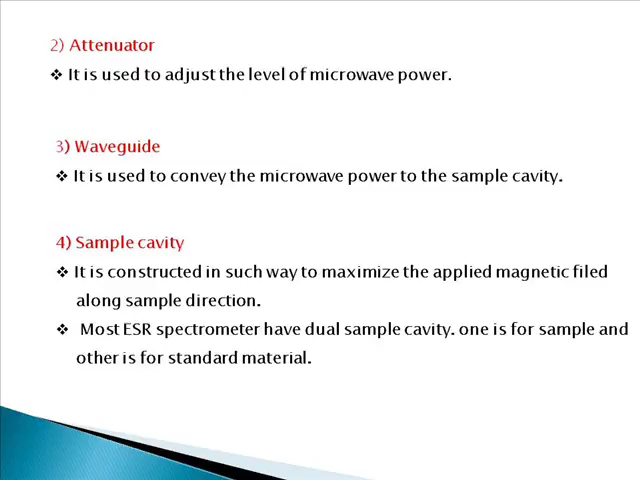 2) Attenuator
❖ It is used to adjust the level of microwave power.
3) Waveguide
❖ It is used to convey the microwave power to the sample cavity.
4) Sample cavity
❖ It is constructed in such way to maximize the applied magnetic filed
along sample direction.
❖ Most ESR spectrometer have dual sample cavity. one is for sample and
other is for standard material.